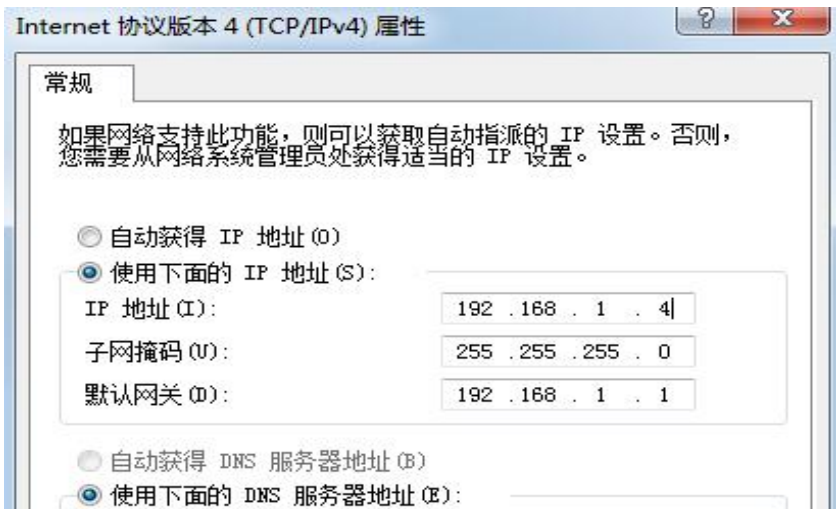 Internet 协议版本 4 (TCP/IPv4) 属性
常规
如果网络支持此功能，则可以获取自动指派的 IP 设置。否则，
您需要从网络系统管理员处获得适当的 IP 设置。
自动获得 IP 地址(O)
使用下面的 IP 地址(S):
IP 地址(I): 192 .168 . 1 . 4
子网掩码(U): 255 .255 .255 . 0
默认网关(D): 192 .168 . 1 . 1
自动获得 DNS 服务器地址(B)
使用下面的 DNS 服务器地址(E):